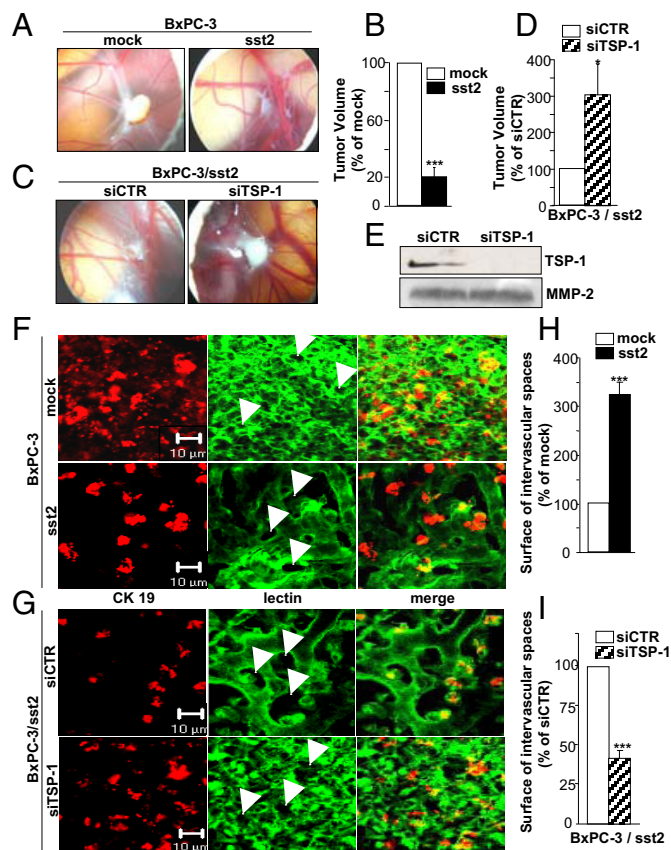 A
BxPC-3
mock sst2
B
mock
sst2
Tumor Volume
(% of mock)
100
80
20
0
***
D
siCTR
siTSP-1
Tumor Volume
(% of siCTR)
400
300
200
100
0
*
BxPC-3 / sst2
C
BxPC-3/sst2
siCTR siTSP-1
E
siCTR siTSP-1
TSP-1
MMP-2
F
BxPC-3
mock
10 µm
sst2
10 µm
CK 19 lectin merge
G
BxPC-3/sst2
siCTR
10 µm
siTSP-1
10 µm
H
mock
sst2
Surface of intervascular spaces
(% of mock)
400
300
200
100
0
***
I
siCTR
siTSP-1
Surface of intervascular spaces
(% of siCTR)
100
75
50
25
0
***
BxPC-3 / sst2